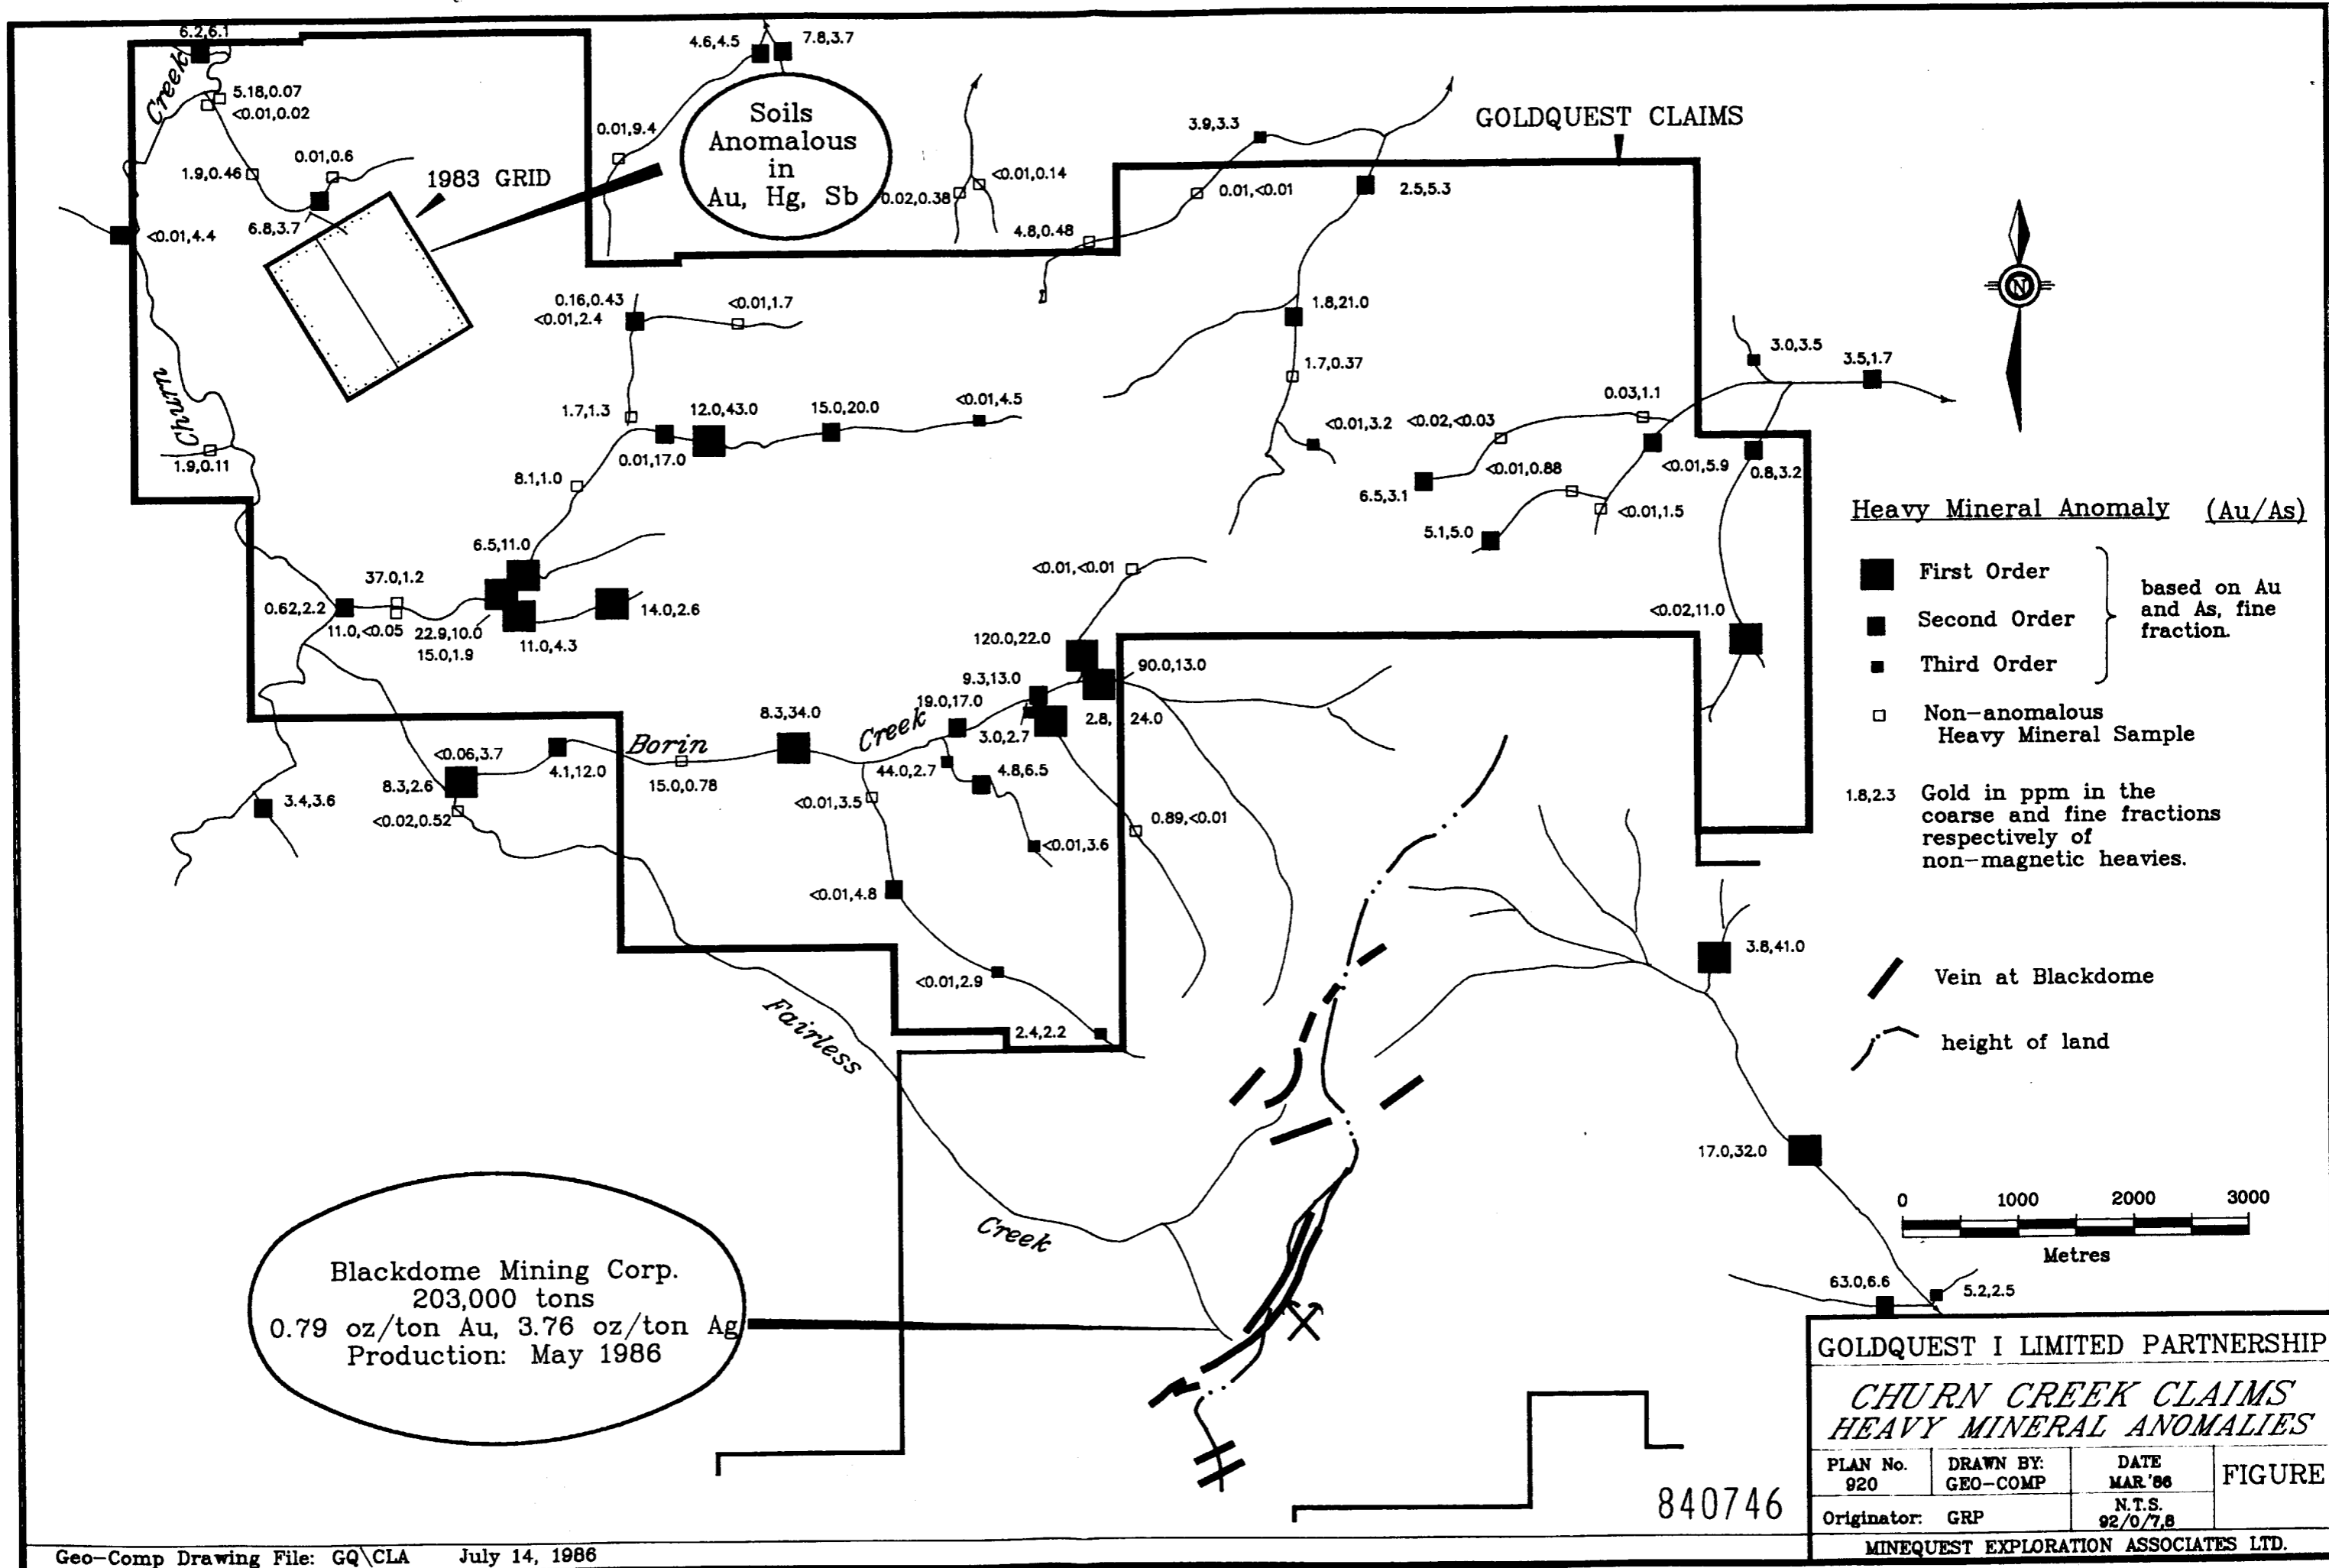 6.2,6.1
Creek
5.18,0.07
<0.01,0.02
1.9,0.46
0.01,0.6
6.8,3.7
1983 GRID
<0.01,4.4
4.6,4.5
7.8,3.7
0.01,9.4
Soils
Anomalous
in
Au, Hg, Sb
0.02,0.38
<0.01,0.14
3.9,3.3
GOLDQUEST CLAIMS
0.01,<0.01
2.5,5.3
4.8,0.48
N
0.16,0.43
<0.01,2.4
<0.01,1.7
1.8,21.0
1.7,0.37
3.0,3.5
3.5,1.7
Churn
1.9,0.11
1.7,1.3
12.0,43.0
15.0,20.0
<0.01,4.5
0.01,17.0
8.1,1.0
<0.01,3.2
<0.02,<0.03
0.03,1.1
<0.01,0.88
<0.01,5.9
0.8,3.2
6.5,3.1
<0.01,1.5
5.1,5.0
6.5,11.0
37.0,1.2
0.62,2.2
11.0,<0.05
22.9,10.0
15.0,1.9
11.0,4.3
14.0,2.6
<0.01,<0.01
<0.02,11.0
120.0,22.0
90.0,13.0
9.3,13.0
19.0,17.0
2.8, 24.0
3.0,2.7
8.3,34.0
Borin
Creek
<0.06,3.7
8.3,2.6
4.1,12.0
15.0,0.78
44.0,2.7
4.8,6.5
<0.01,3.5
<0.02,0.52
3.4,3.6
0.89,<0.01
<0.01,3.6
<0.01,4.8
<0.01,2.9
2.4,2.2
Fairless
Creek
3.8,41.0
17.0,32.0
63.0,6.6
5.2,2.5
Heavy Mineral Anomaly (Au/As)
First Order
Second Order
Third Order
based on Au
and As, fine
fraction.
Non-anomalous
Heavy Mineral Sample
1.8,2.3 Gold in ppm in the
coarse and fine fractions
respectively of
non-magnetic heavies.
Vein at Blackdome
height of land
0 1000 2000 3000
Metres
Blackdome Mining Corp.
203,000 tons
0.79 oz/ton Au, 3.76 oz/ton Ag
Production: May 1986
840746
GOLDQUEST I LIMITED PARTNERSHIP
CHURN CREEK CLAIMS
HEAVY MINERAL ANOMALIES
PLAN No.
920
DRAWN BY:
GEO-COMP
DATE
MAR '86
FIGURE
Originator: GRP
N.T.S.
92/0/7,8
MINEQUEST EXPLORATION ASSOCIATES LTD.
Geo-Comp Drawing File: GQ\CLA July 14, 1986